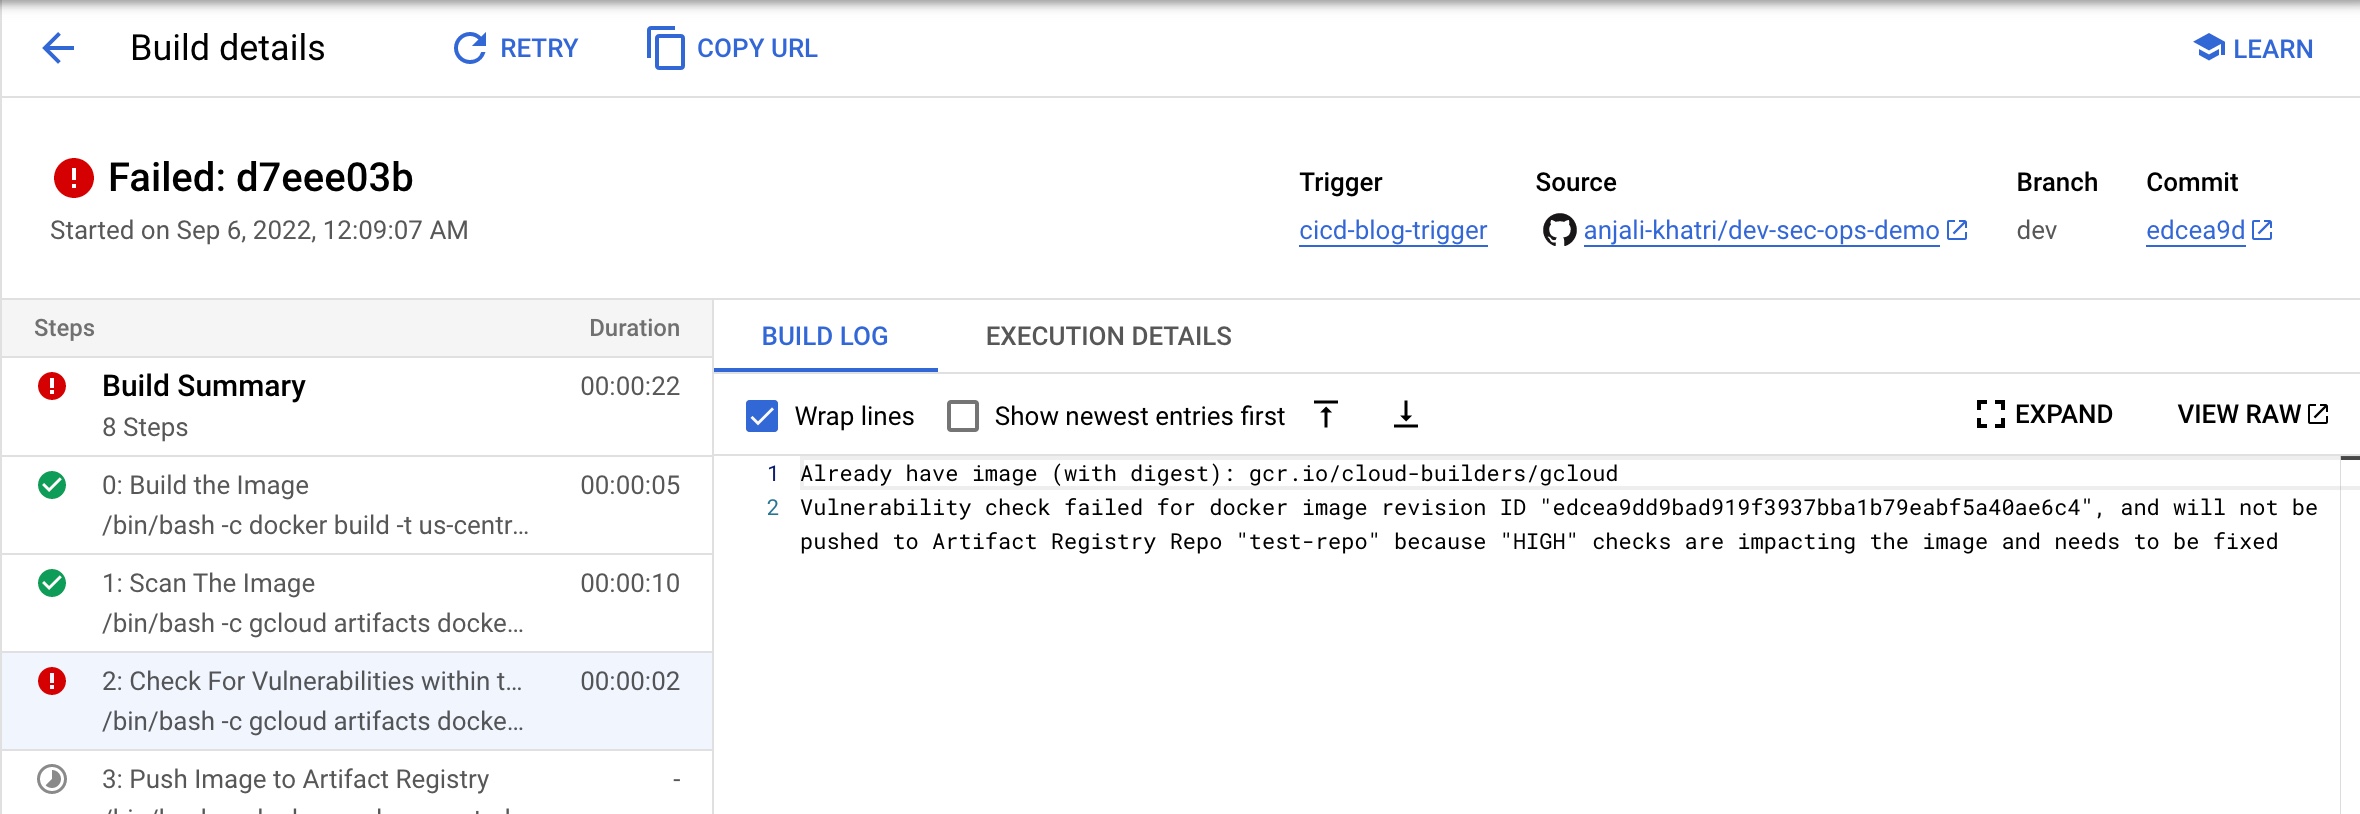 Build details
RETRY
COPY URL
LEARN
Failed: d7eee03b
Started on Sep 6, 2022, 12:09:07 AM
Trigger
cicd-blog-trigger
Source
anjali-khatri/dev-sec-ops-demo
Branch
dev
Commit
edcea9d
Steps Duration
Build Summary 00:00:22
8 Steps
0: Build the Image 00:00:05
/bin/bash -c docker build -t us-centr...
1: Scan The Image 00:00:10
/bin/bash -c gcloud artifacts docke...
2: Check For Vulnerabilities within t... 00:00:02
/bin/bash -c gcloud artifacts docke...
3: Push Image to Artifact Registry -
BUILD LOG EXECUTION DETAILS
Wrap lines Show newest entries first EXPAND VIEW RAW
1 Already have image (with digest): gcr.io/cloud-builders/gcloud
2 Vulnerability check failed for docker image revision ID "edcea9dd9bad919f3937bba1b79eabf5a40ae6c4", and will not be
pushed to Artifact Registry Repo "test-repo" because "HIGH" checks are impacting the image and needs to be fixed